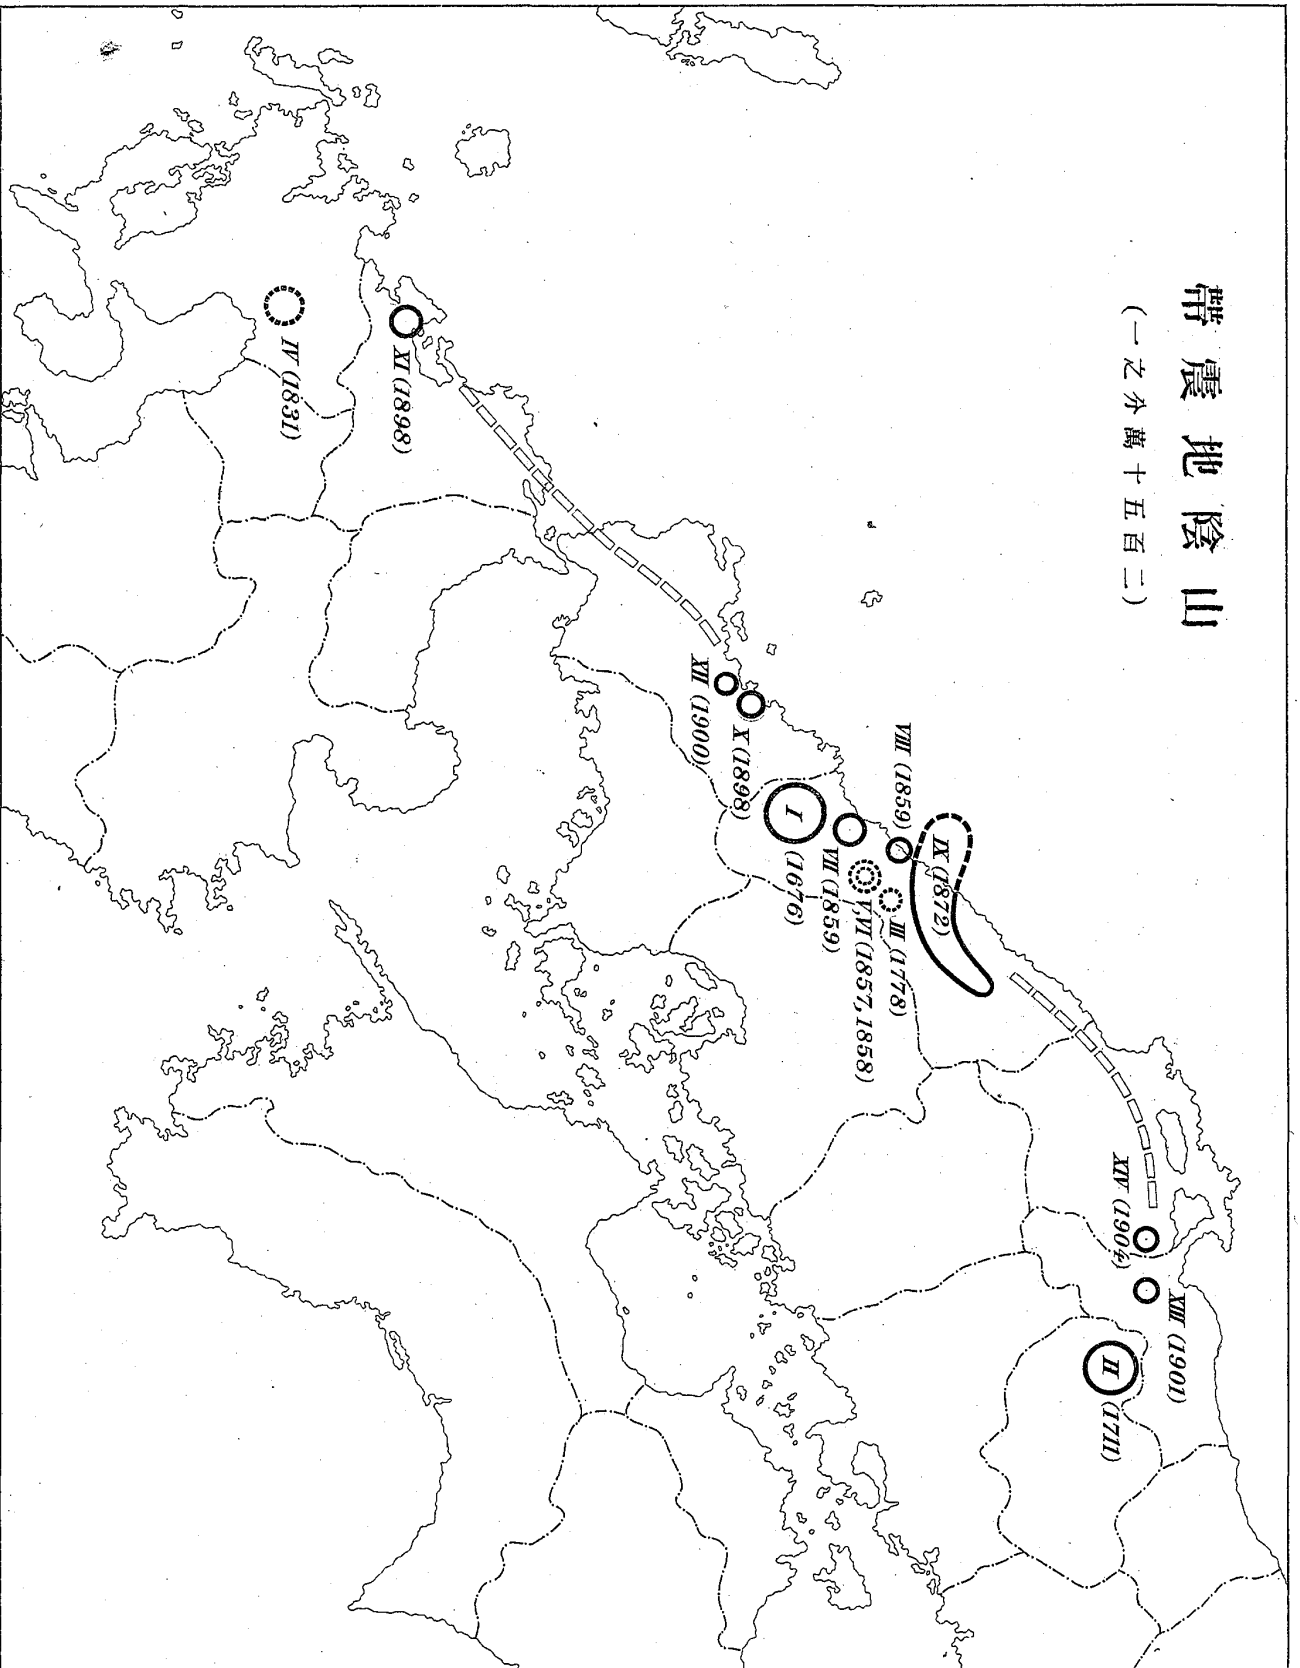 山陰地震帶
(二百五十萬分之一)
XI (1898)
IV (1831)
XII (1900)
X (1898)
I
(1676)
VII (1859)
VIII (1859)
V,VI (1857,1858)
III (1778)
IX (1872)
XIV (1904)
XIII (1901)
II
(1711)